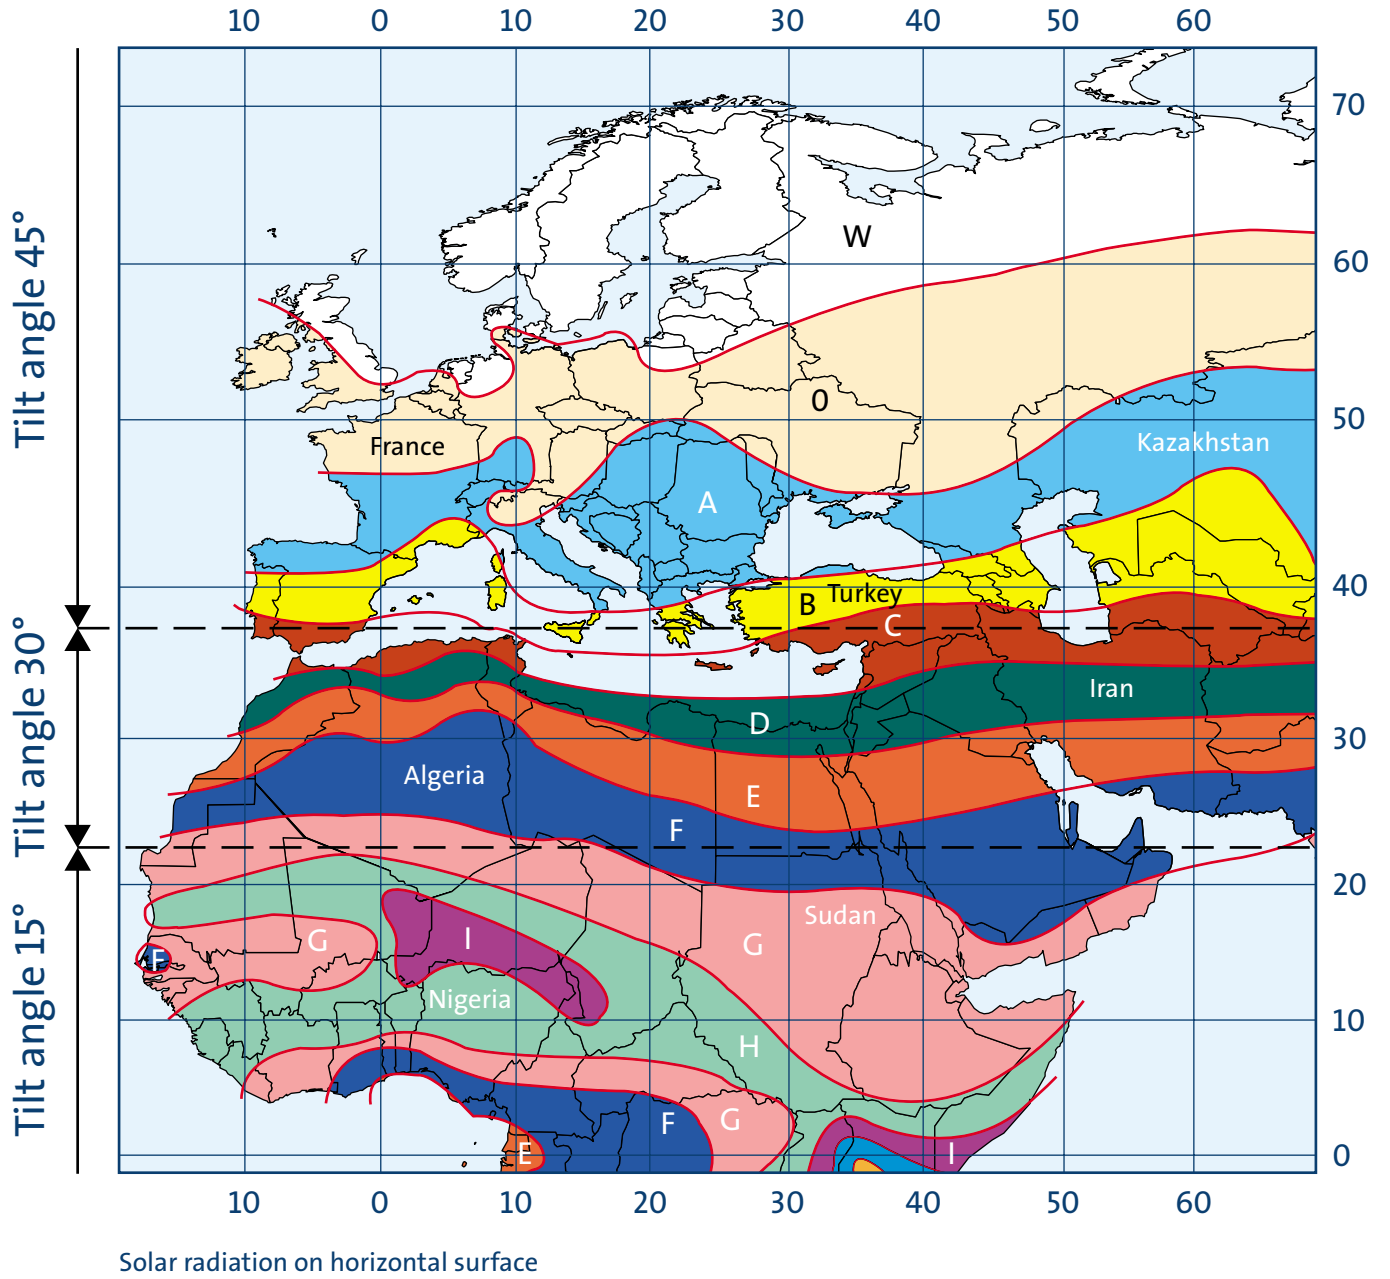 10 0 10 20 30 40 50 60
70
Tilt angle 45°
W
60
0
50
France
Kazakhstan
A
40
B
Turkey
C
Tilt angle 30°
Iran
D
30
Algeria
E
F
20
Sudan
G
I
G
F
Tilt angle 15°
Nigeria
10
H
F
G
E
I
0
10 0 10 20 30 40 50 60
Solar radiation on horizontal surface